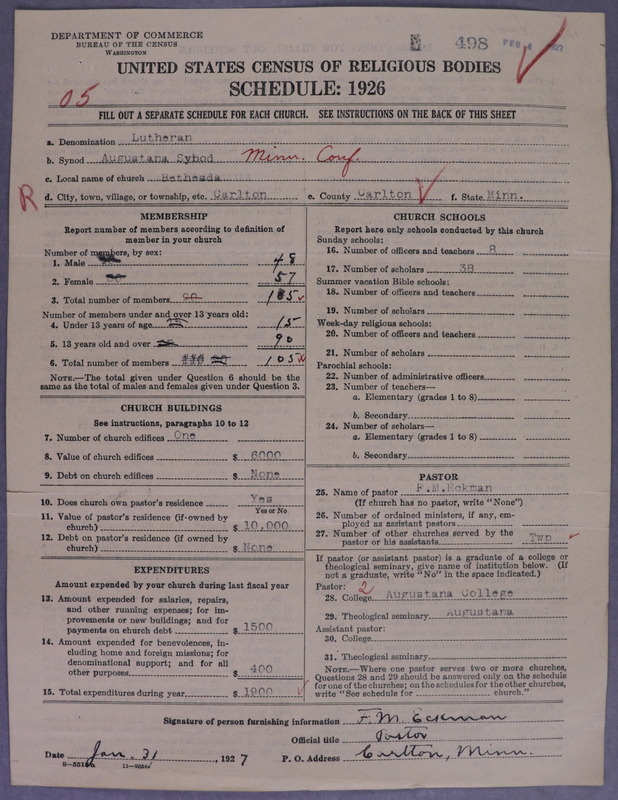 DEPARTMENT OF COMMERCE
BUREAU OF THE CENSUS
WASHINGTON
498 FEB 4 1927
UNITED STATES CENSUS OF RELIGIOUS BODIES
SCHEDULE: 1926
05
FILL OUT A SEPARATE SCHEDULE FOR EACH CHURCH. SEE INSTRUCTIONS ON THE BACK OF THIS SHEET
a. Denomination Lutheran
b. Synod Augustana Synod Minn. Conf.
c. Local name of church Bethesda
R
d. City, town, village, or township, etc. Carlton e. County Carlton f. State Minn.
MEMBERSHIP
Report number of members according to definition of
member in your church
Number of members, by sex:
1. Male 48
2. Female 57
3. Total number of members 90 105
Number of members under and over 13 years old:
4. Under 13 years of age 15 15
5. 13 years old and over 90
6. Total number of members 105
NOTE.—The total given under Question 6 should be
the same as the total of males and females given under Question 3.
CHURCH BUILDINGS
See instructions, paragraphs 10 to 12
7. Number of church edifices One
8. Value of church edifices $ 6000
9. Debt on church edifices $ None
10. Does church own pastor's residence Yes
Yes or No
11. Value of pastor's residence (if owned by
church) $ 10,000
12. Debt on pastor's residence (if owned by
church) $ None
EXPENDITURES
Amount expended by your church during last fiscal year
13. Amount expended for salaries, repairs,
and other running expenses; for im-
provements or new buildings; and for
payments on church debt $ 1500
14. Amount expended for benevolences, in-
cluding home and foreign missions; for
denominational support; and for all
other purposes $ 400
15. Total expenditures during year $ 1900
CHURCH SCHOOLS
Report here only schools conducted by this church
Sunday schools:
16. Number of officers and teachers 8
17. Number of scholars 38
Summer vacation Bible schools:
18. Number of officers and teachers
19. Number of scholars
Week-day religious schools:
20. Number of officers and teachers
21. Number of scholars
Parochial schools:
22. Number of administrative officers
23. Number of teachers—
a. Elementary (grades 1 to 8)
b. Secondary
24. Number of scholars—
a. Elementary (grades 1 to 8)
b. Secondary
PASTOR
25. Name of pastor F.M.Eckman
(If church has no pastor, write "None")
26. Number of ordained ministers, if any, em-
ployed as assistant pastors
27. Number of other churches served by the
pastor or his assistants Two
If pastor (or assistant pastor) is a graduate of a college or
theological seminary, give name of institution below. (If
not a graduate, write "No" in the space indicated.)
Pastor: 2
28. College Augustana College
29. Theological seminary Augustana
Assistant pastor:
30. College
31. Theological seminary
NOTE.—Where one pastor serves two or more churches,
Questions 28 and 29 should be answered only on the schedule
for one of the churches; on the schedules for the other churches,
write "See schedule for church."
Signature of person furnishing information F. M. Eckman
Official title Pastor
Date Jan. 31, 1927 P. O. Address Carlton, Minn.
11—9054